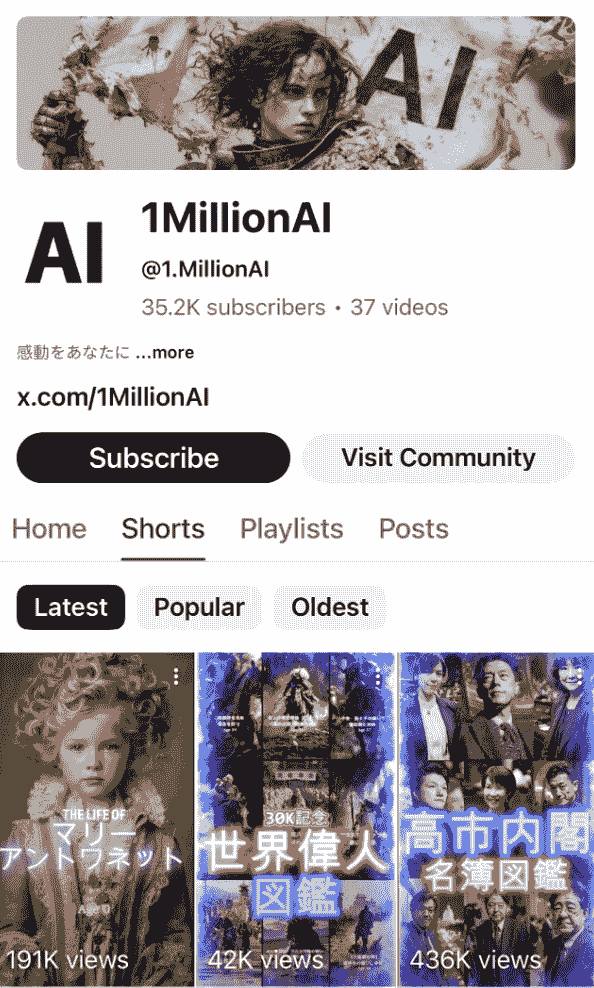 AI
AI
1MillionAI
@1.MillionAI
35.2K subscribers • 37 videos
感動をあなたに ...more
x.com/1MillionAI
Subscribe
Visit Community
Home
Shorts
Playlists
Posts
Latest
Popular
Oldest
THE LIFE OF
マリー
アントワネット
Age 0
191K views
30K記念
世界偉人
図鑑
42K views
高市内閣
名簿図鑑
436K views